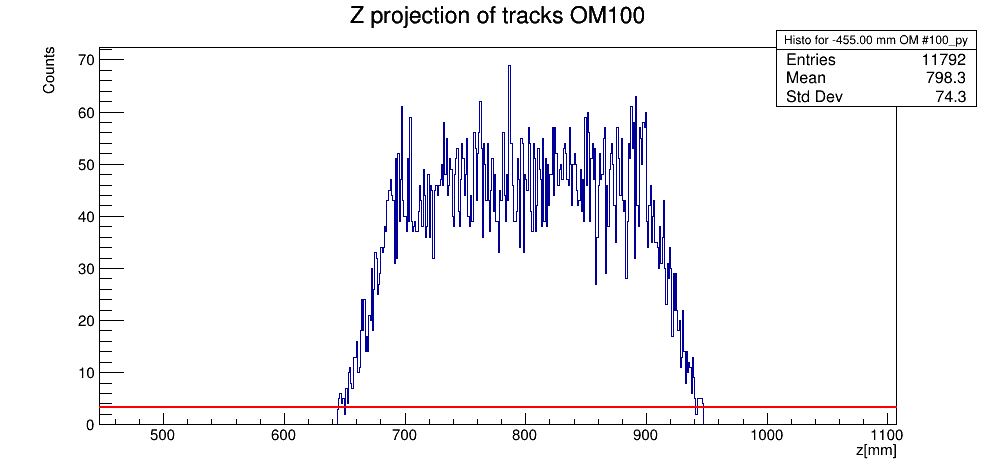 Z projection of tracks OM100
Histo for -455.00 mm OM #100_py
Entries 11792
Mean 798.3
Std Dev 74.3
Counts
70
60
50
40
30
20
10
0
500 600 700 800 900 1000 1100
z[mm]